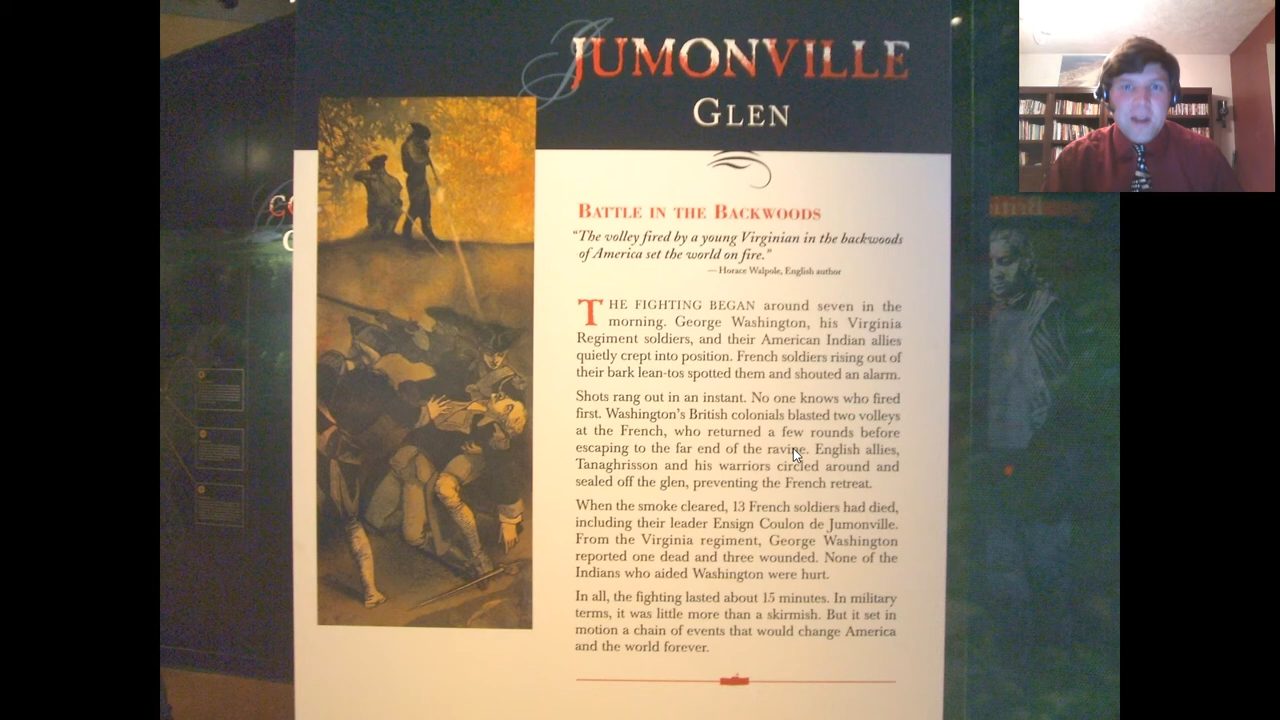 JUMONVILLE
GLEN
BATTLE IN THE BACKWOODS
“The volley fired by a young Virginian in the backwoods
of America set the world on fire.”
— Horace Walpole, English author
THE FIGHTING BEGAN around seven in the
morning. George Washington, his Virginia
Regiment soldiers, and their American Indian allies
quietly crept into position. French soldiers rising out of
their bark lean-tos spotted them and shouted an alarm.
Shots rang out in an instant. No one knows who fired
first. Washington's British colonials blasted two volleys
at the French, who returned a few rounds before
escaping to the far end of the ravine. English allies,
Tanaghrisson and his warriors circled around and
sealed off the glen, preventing the French retreat.
When the smoke cleared, 13 French soldiers had died,
including their leader Ensign Coulon de Jumonville.
From the Virginia regiment, George Washington
reported one dead and three wounded. None of the
Indians who aided Washington were hurt.
In all, the fighting lasted about 15 minutes. In military
terms, it was little more than a skirmish. But it set in
motion a chain of events that would change America
and the world forever.